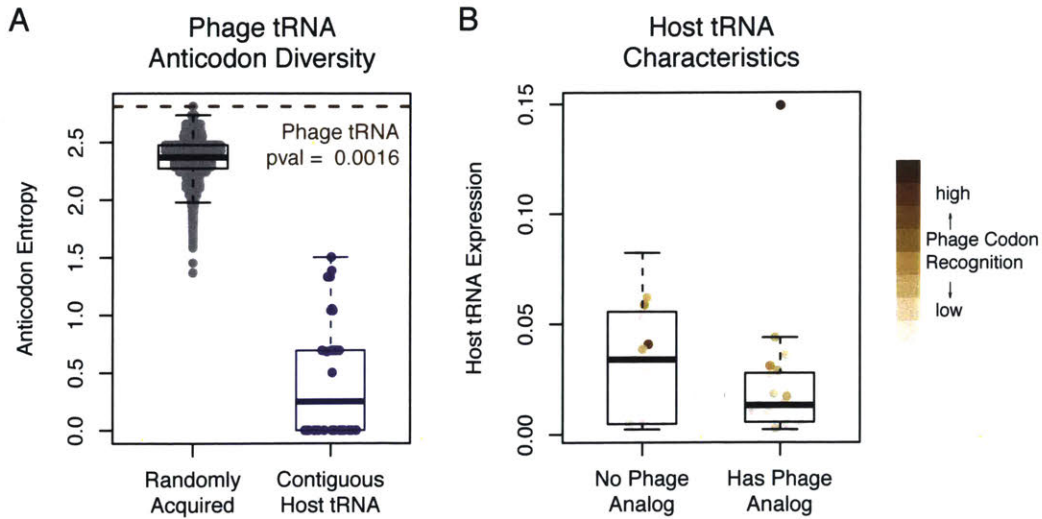 A
Phage tRNA
Anticodon Diversity
Anticodon Entropy
2.5
2.0
1.5
1.0
0.5
0.0
Phage tRNA
pval = 0.0016
Randomly
Acquired
Contiguous
Host tRNA
B
Host tRNA
Characteristics
Host tRNA Expression
0.15
0.10
0.05
0.00
No Phage
Analog
Has Phage
Analog
high
Phage Codon
Recognition
low